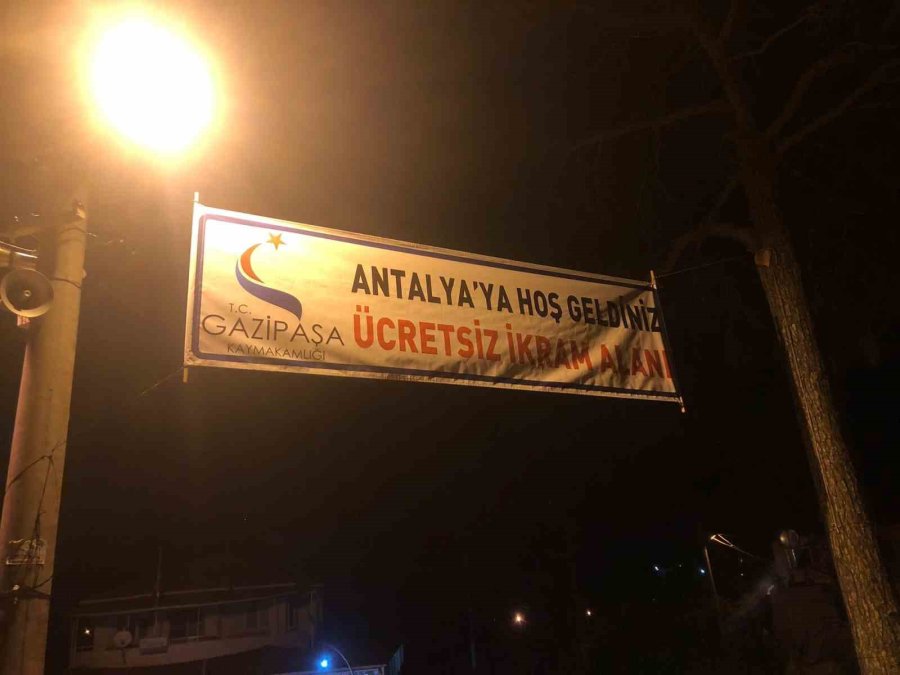 T.C.
GAZİPAŞA
KAYMAKAMLIĞI
ANTALYA'YA HOŞ GELDİNİZ
ÜCRETSİZ İKRAM ALANI